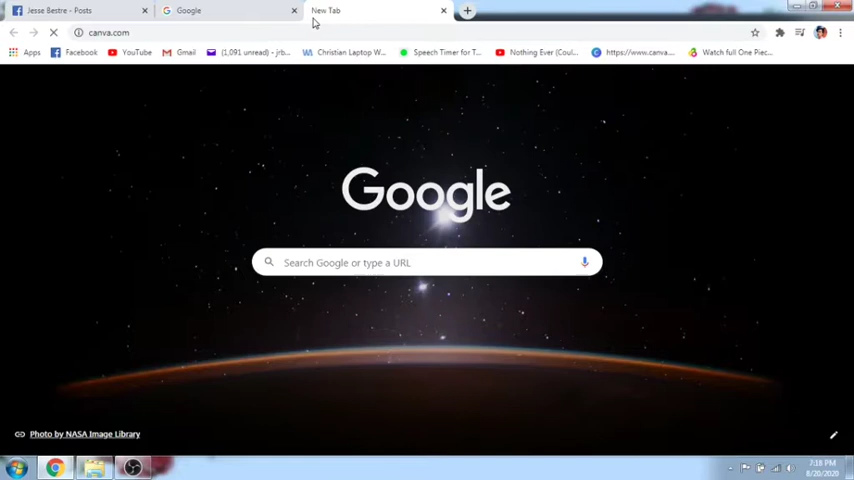 Jesse Bestre - Posts
Google
New Tab
canva.com
Apps
Facebook
YouTube
Gmail
(1,091 unread) - jrb...
Christian Laptop W...
Speech Timer for T...
Nothing Ever (Coul...
https://www.canva....
Watch full One Piec...
Google
Search Google or type a URL
Photo by NASA Image Library
7:18 PM
8/20/2020